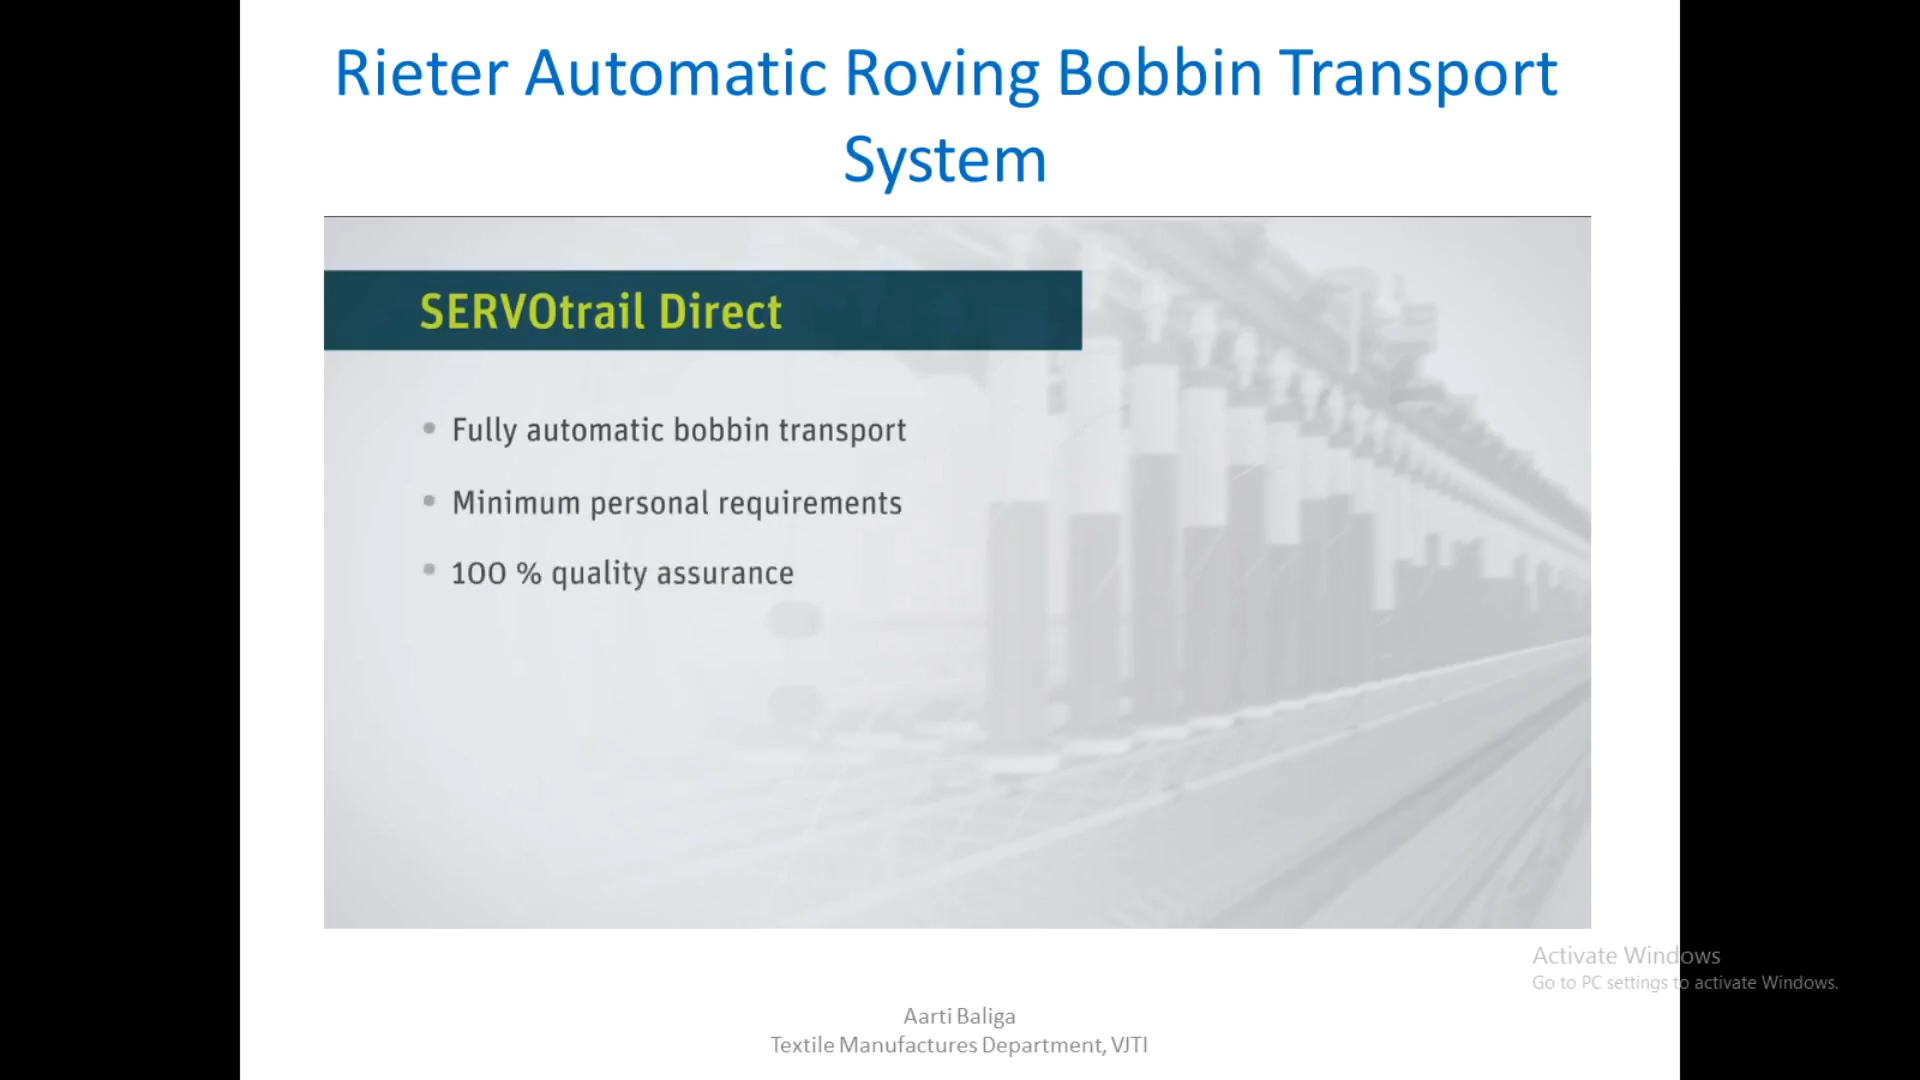 Rieter Automatic Roving Bobbin Transport
System
SERVOtrail Direct
• Fully automatic bobbin transport
• Minimum personal requirements
• 100 % quality assurance
Activate Windows
Go to PC settings to activate Windows.
Aarti Baliga
Textile Manufactures Department, VJTI